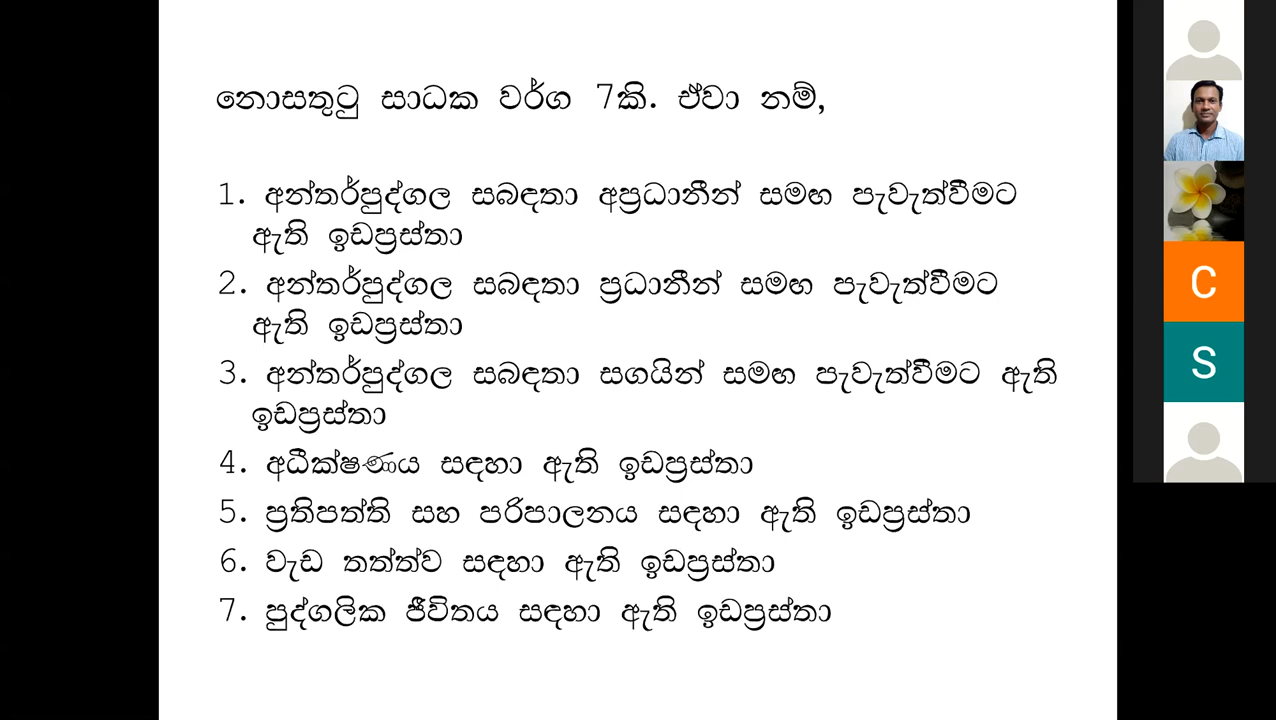 නොසතුටු සාධක වර්ග 7කි. ඒවා නම්,
1. අන්තර්පුද්ගල සබඳතා අප්‍රධානීන් සමඟ පැවැත්වීමට
ඇති ඉඩප්‍රස්තා
2. අන්තර්පුද්ගල සබඳතා ප්‍රධානීන් සමඟ පැවැත්වීමට
ඇති ඉඩප්‍රස්තා
3. අන්තර්පුද්ගල සබඳතා සගයින් සමඟ පැවැත්වීමට ඇති
ඉඩප්‍රස්තා
4. අධීක්ෂණය සඳහා ඇති ඉඩප්‍රස්තා
5. ප්‍රතිපත්ති සහ පරිපාලනය සඳහා ඇති ඉඩප්‍රස්තා
6. වැඩ තත්ත්ව සඳහා ඇති ඉඩප්‍රස්තා
7. පුද්ගලික ජීවිතය සඳහා ඇති ඉඩප්‍රස්තා
C
S